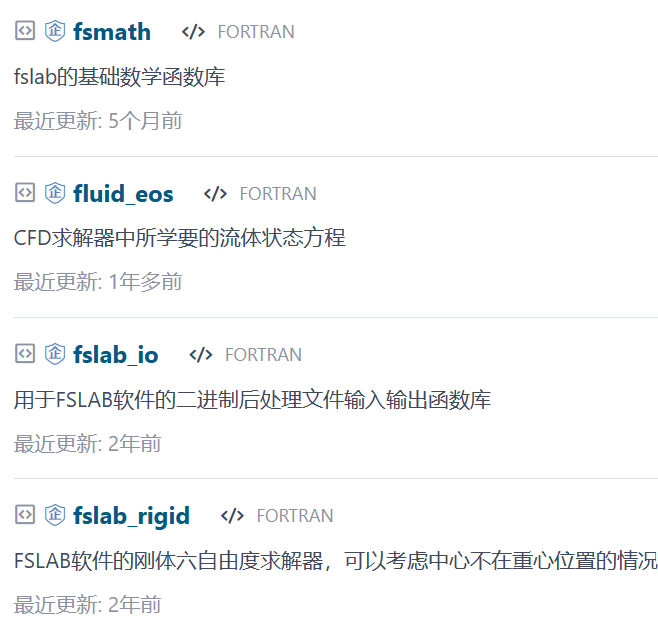 企 fsmath </> FORTRAN
fslab的基础数学函数库
最近更新: 5个月前
企 fluid_eos </> FORTRAN
CFD求解器中所学要的流体状态方程
最近更新: 1年多前
企 fslab_io </> FORTRAN
用于FSLAB软件的二进制后处理文件输入输出函数库
最近更新: 2年前
企 fslab_rigid </> FORTRAN
FSLAB软件的刚体六自由度求解器，可以考虑中心不在重心位置的情况
最近更新: 2年前